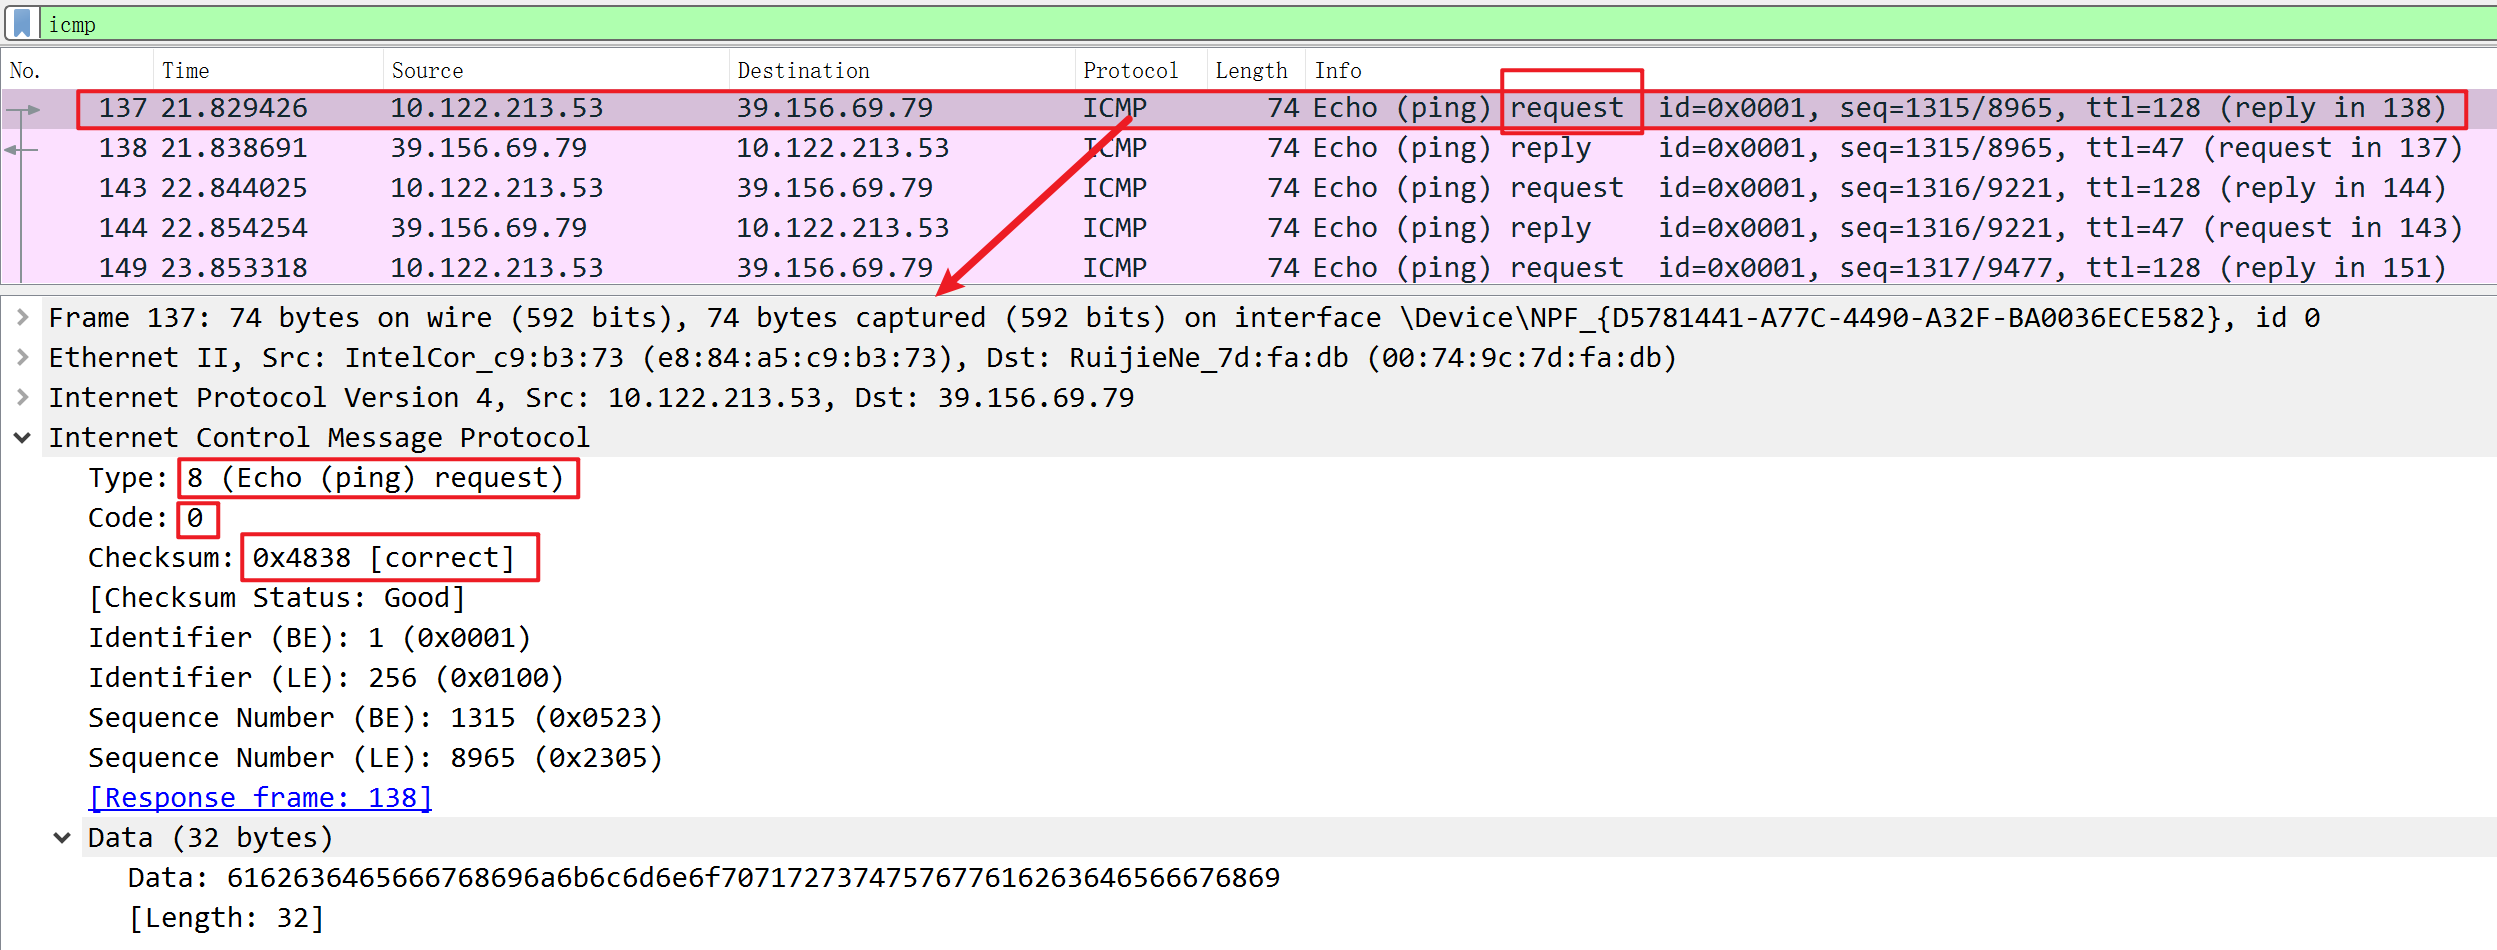 icmp
No. Time Source Destination Protocol Length Info
137 21.829426 10.122.213.53 39.156.69.79 ICMP 74 Echo (ping) request id=0x0001, seq=1315/8965, ttl=128 (reply in 138)
138 21.838691 39.156.69.79 10.122.213.53 ICMP 74 Echo (ping) reply id=0x0001, seq=1315/8965, ttl=47 (request in 137)
143 22.844025 10.122.213.53 39.156.69.79 ICMP 74 Echo (ping) request id=0x0001, seq=1316/9221, ttl=128 (reply in 144)
144 22.854254 39.156.69.79 10.122.213.53 ICMP 74 Echo (ping) reply id=0x0001, seq=1316/9221, ttl=47 (request in 143)
149 23.853318 10.122.213.53 39.156.69.79 ICMP 74 Echo (ping) request id=0x0001, seq=1317/9477, ttl=128 (reply in 151)
Frame 137: 74 bytes on wire (592 bits), 74 bytes captured (592 bits) on interface \Device\NPF_{D5781441-A77C-4490-A32F-BA0036ECE582}, id 0
Ethernet II, Src: IntelCor_c9:b3:73 (e8:84:a5:c9:b3:73), Dst: RuijieNe_7d:fa:db (00:74:9c:7d:fa:db)
Internet Protocol Version 4, Src: 10.122.213.53, Dst: 39.156.69.79
Internet Control Message Protocol
Type: 8 (Echo (ping) request)
Code: 0
Checksum: 0x4838 [correct]
[Checksum Status: Good]
Identifier (BE): 1 (0x0001)
Identifier (LE): 256 (0x0100)
Sequence Number (BE): 1315 (0x0523)
Sequence Number (LE): 8965 (0x2305)
[Response frame: 138]
Data (32 bytes)
Data: 6162636465666768696a6b6c6d6e6f7071727374757677616263646566676869
[Length: 32]